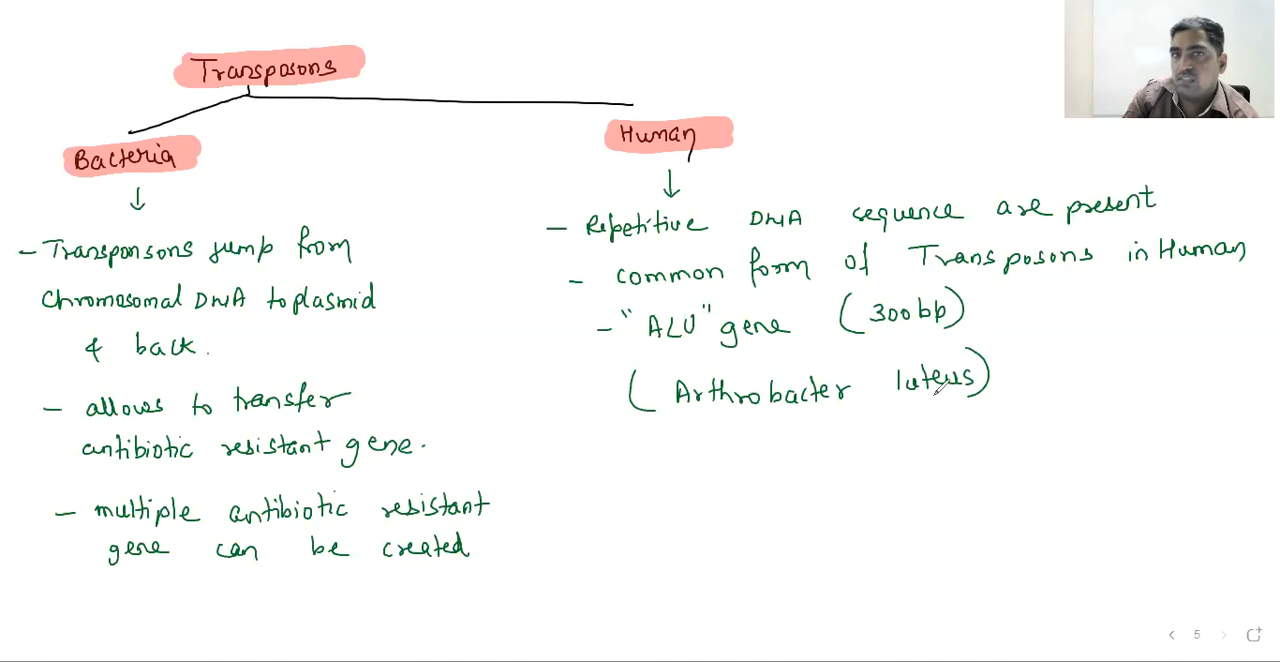 Transposons
Bacteria
- Transponsons jump from
chromosomal DNA to plasmid
& back.
- allows to transfer
antibiotic resistant gene.
- multiple antibiotic resistant
gene can be created
Human
- Repetitive DNA sequence are present
- common form of Transposons in Human
- "ALU" gene (300bp)
(Arthrobacter luteus)
5